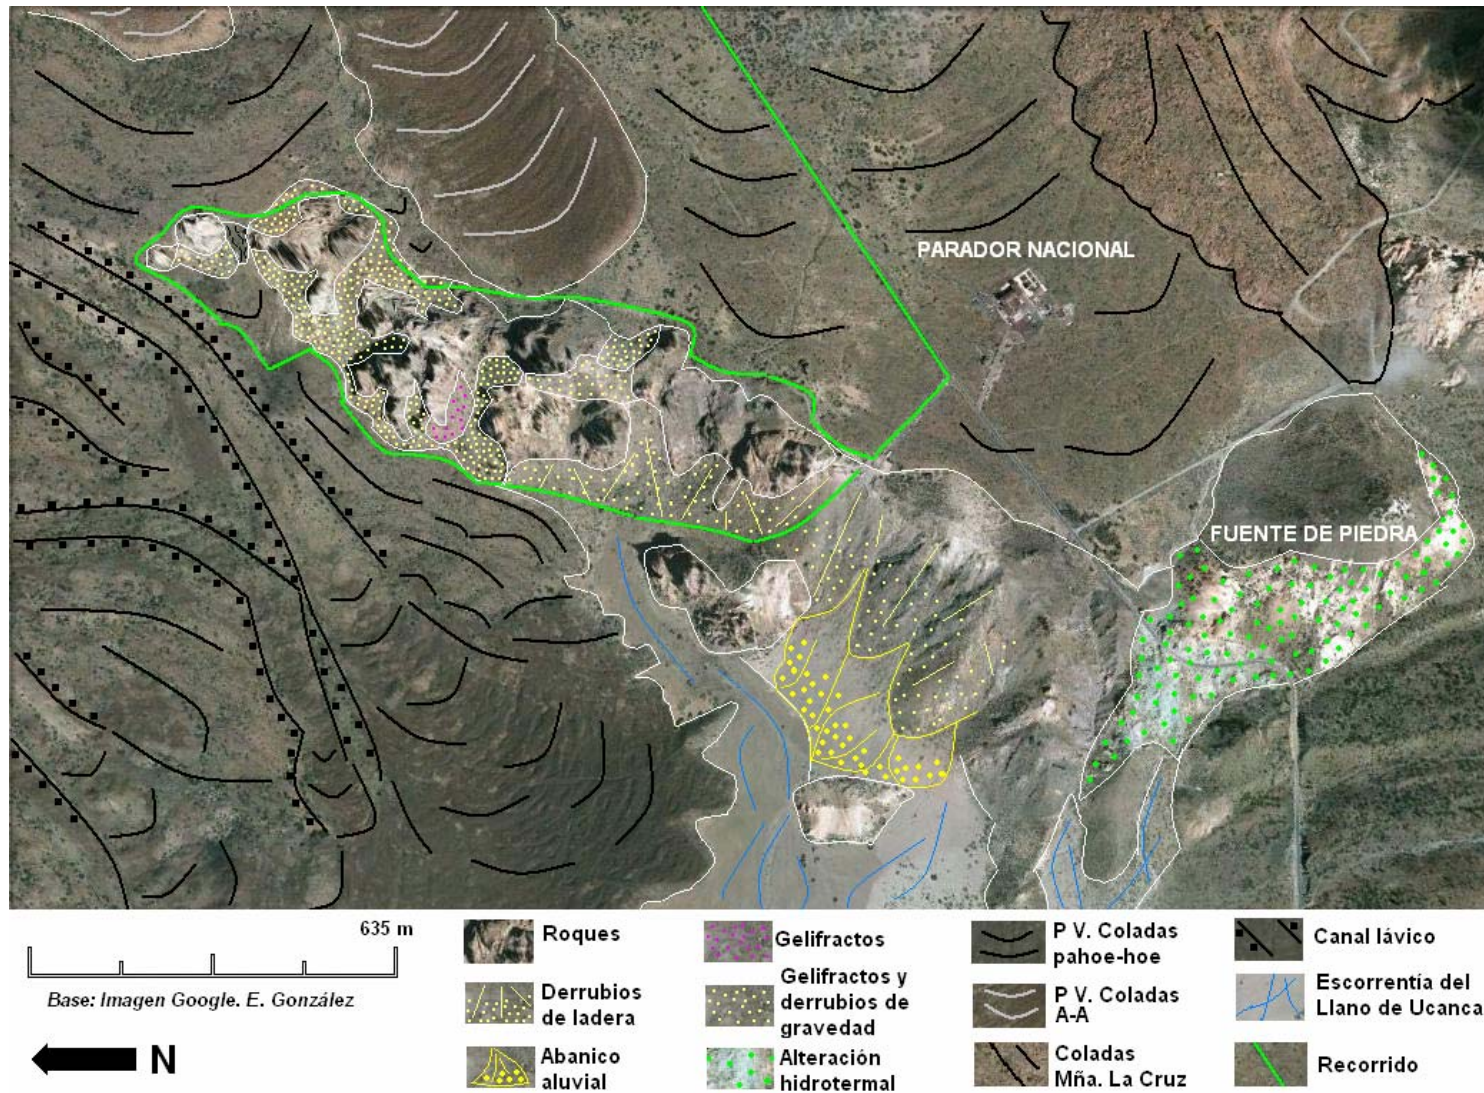 PARADOR NACIONAL
FUENTE DE PIEDRA
635 m
Base: Imagen Google. E. González
N
Roques
Derrubios
de ladera
Abanico
aluvial
Gelifractos
Gelifractos y
derrubios de
gravedad
Alteración
hidrotermal
P V. Coladas
pahoe-hoe
P V. Coladas
A-A
Coladas
Mña. La Cruz
Canal lávico
Escorrentía del
Llano de Ucanca
Recorrido